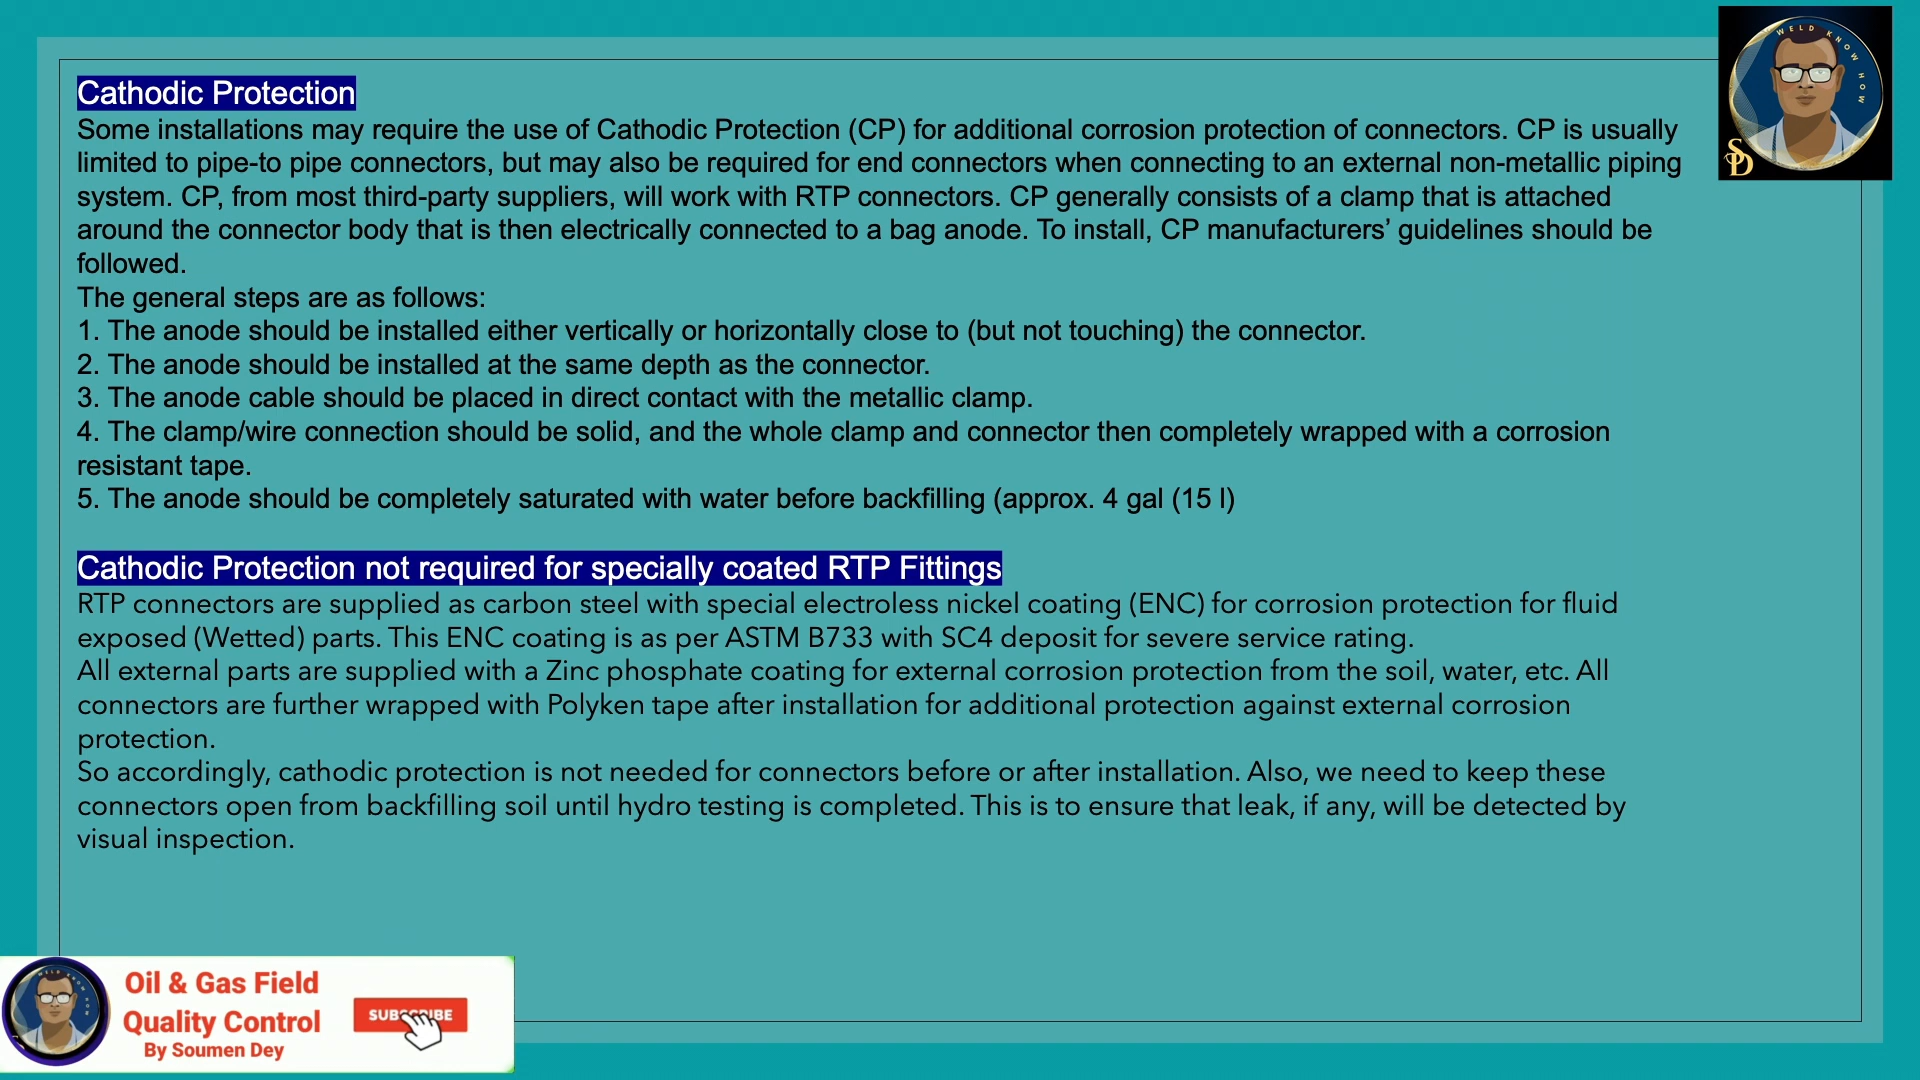 WELD KNOW HOW
SD
Cathodic Protection
Some installations may require the use of Cathodic Protection (CP) for additional corrosion protection of connectors. CP is usually
limited to pipe-to pipe connectors, but may also be required for end connectors when connecting to an external non-metallic piping
system. CP, from most third-party suppliers, will work with RTP connectors. CP generally consists of a clamp that is attached
around the connector body that is then electrically connected to a bag anode. To install, CP manufacturers’ guidelines should be
followed.
The general steps are as follows:
1. The anode should be installed either vertically or horizontally close to (but not touching) the connector.
2. The anode should be installed at the same depth as the connector.
3. The anode cable should be placed in direct contact with the metallic clamp.
4. The clamp/wire connection should be solid, and the whole clamp and connector then completely wrapped with a corrosion
resistant tape.
5. The anode should be completely saturated with water before backfilling (approx. 4 gal (15 l)
Cathodic Protection not required for specially coated RTP Fittings
RTP connectors are supplied as carbon steel with special electroless nickel coating (ENC) for corrosion protection for fluid
exposed (Wetted) parts. This ENC coating is as per ASTM B733 with SC4 deposit for severe service rating.
All external parts are supplied with a Zinc phosphate coating for external corrosion protection from the soil, water, etc. All
connectors are further wrapped with Polyken tape after installation for additional protection against external corrosion
protection.
So accordingly, cathodic protection is not needed for connectors before or after installation. Also, we need to keep these
connectors open from backfilling soil until hydro testing is completed. This is to ensure that leak, if any, will be detected by
visual inspection.
WELD KNOW HOW
Oil & Gas Field
Quality Control
By Soumen Dey
SUBSCRIBE